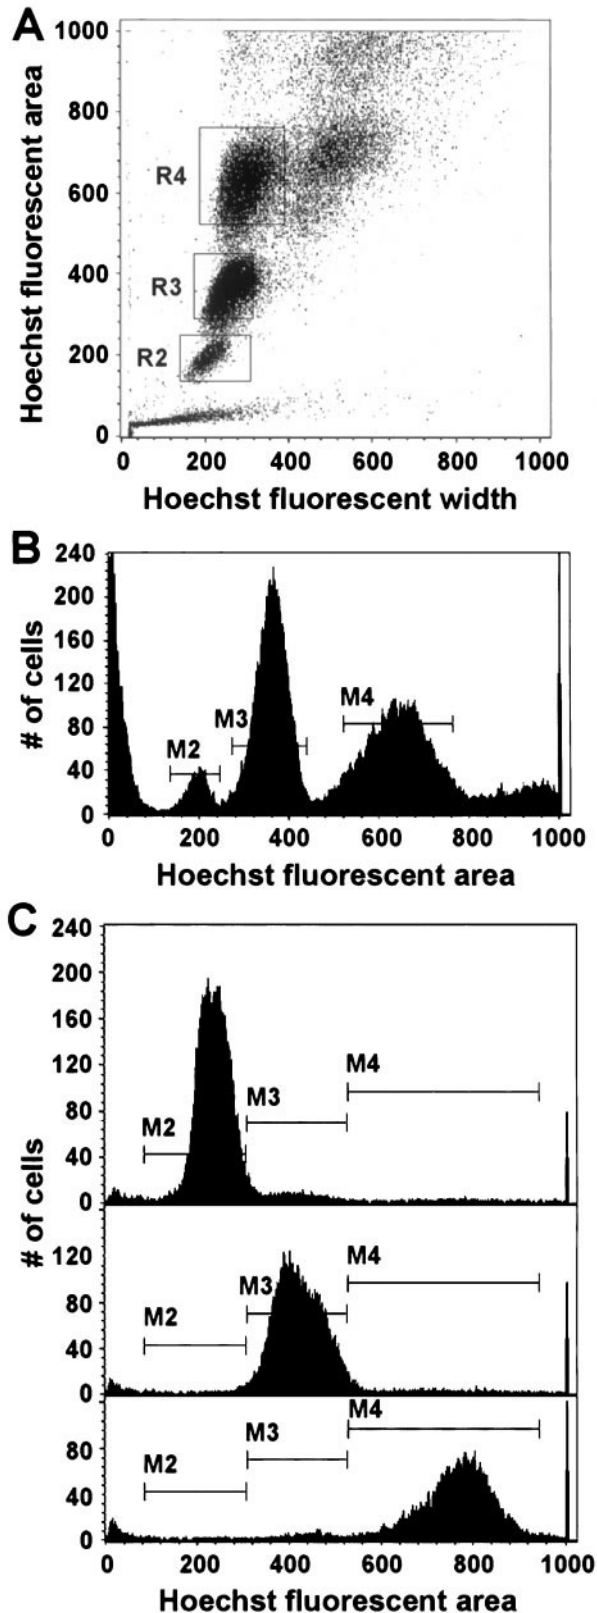 A
Hoechst fluorescent area
1000
800
600
400
200
0
R4
R3
R2
0 200 400 600 800 1000
Hoechst fluorescent width
B
# of cells
240
200
160
120
80
40
0
M2
M3
M4
0 200 400 600 800 1000
Hoechst fluorescent area
C
# of cells
240
200
160
120
80
40
0
M2
M3
M4
120
80
40
0
M2
M3
M4
80
40
0
M2
M3
M4
0 200 400 600 800 1000
Hoechst fluorescent area